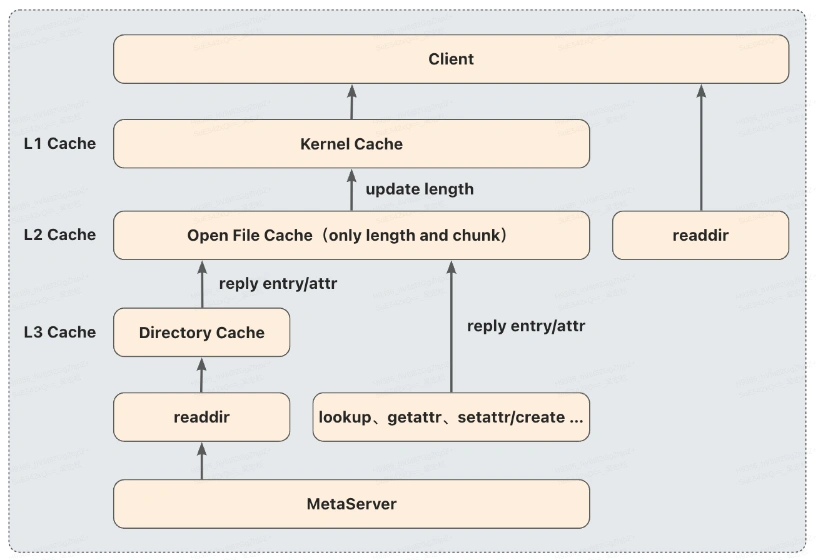 Client
L1 Cache
Kernel Cache
update length
L2 Cache
Open File Cache（only length and chunk）
readdir
reply entry/attr
reply entry/attr
L3 Cache
Directory Cache
readdir
lookup、getattr、setattr/create ...
MetaServer